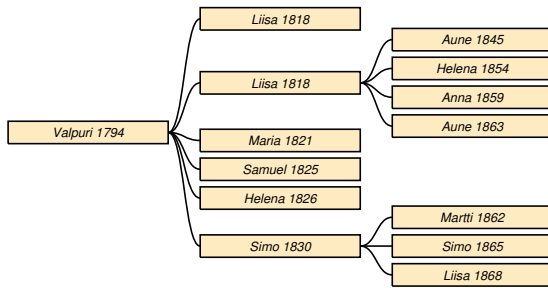 Valpuri 1794
Liisa 1818
Liisa 1818
Aune 1845
Helena 1854
Anna 1859
Aune 1863
Maria 1821
Samuel 1825
Helena 1826
Simo 1830
Martti 1862
Simo 1865
Liisa 1868